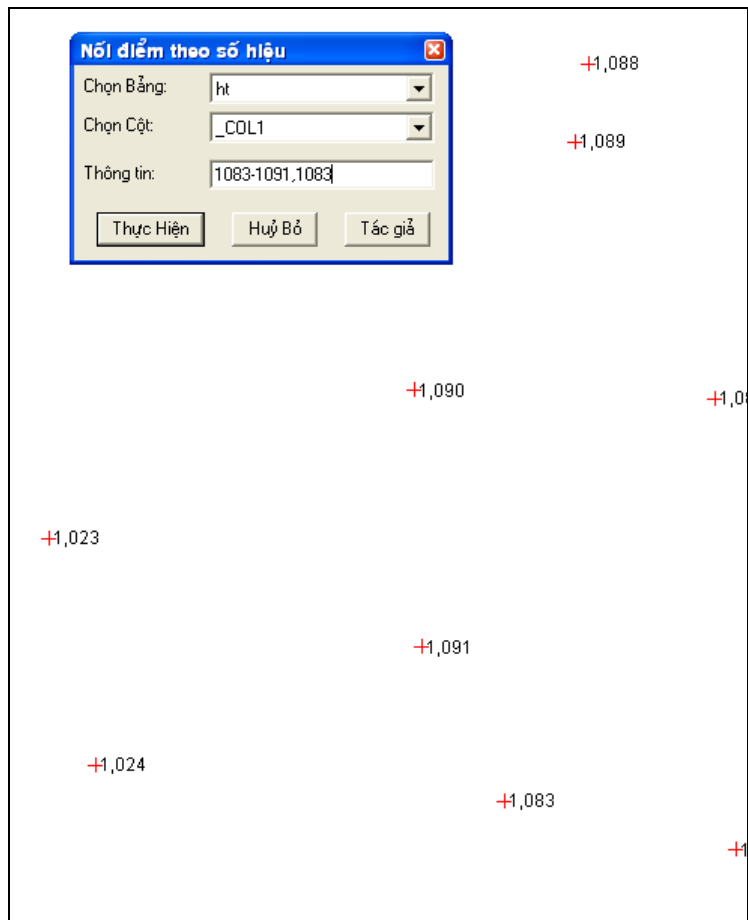 Nối điểm theo số hiệu
Chọn Bảng:
ht
Chọn Cột:
_COL1
Thông tin:
1083-1091,1083
Thực Hiện
Huỷ Bỏ
Tác giả
1,088
1,089
1,090
1,023
1,091
1,024
1,083